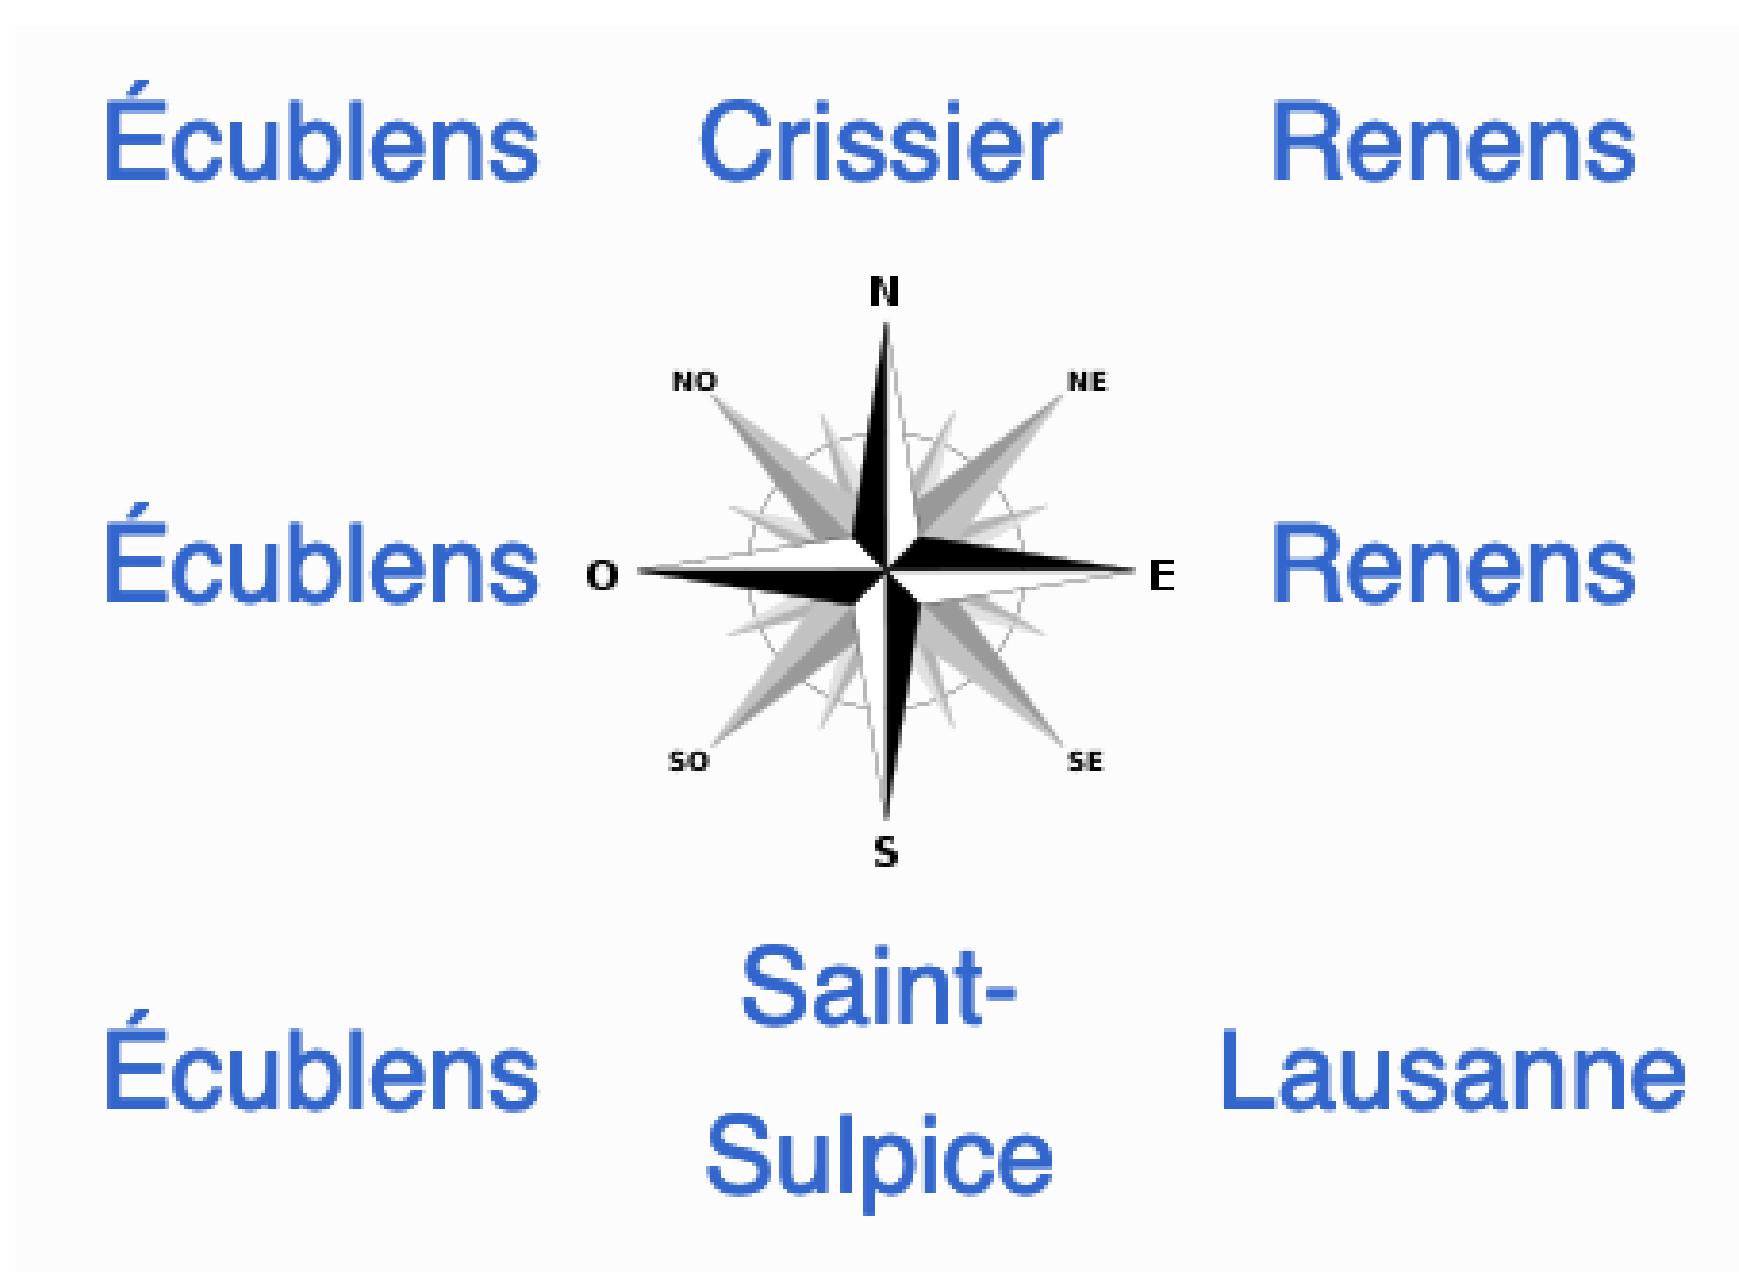 Écublens Crissier Renens
N
NO NE
Écublens O E Renens
SO SE
S
Écublens Saint-
Sulpice Lausanne